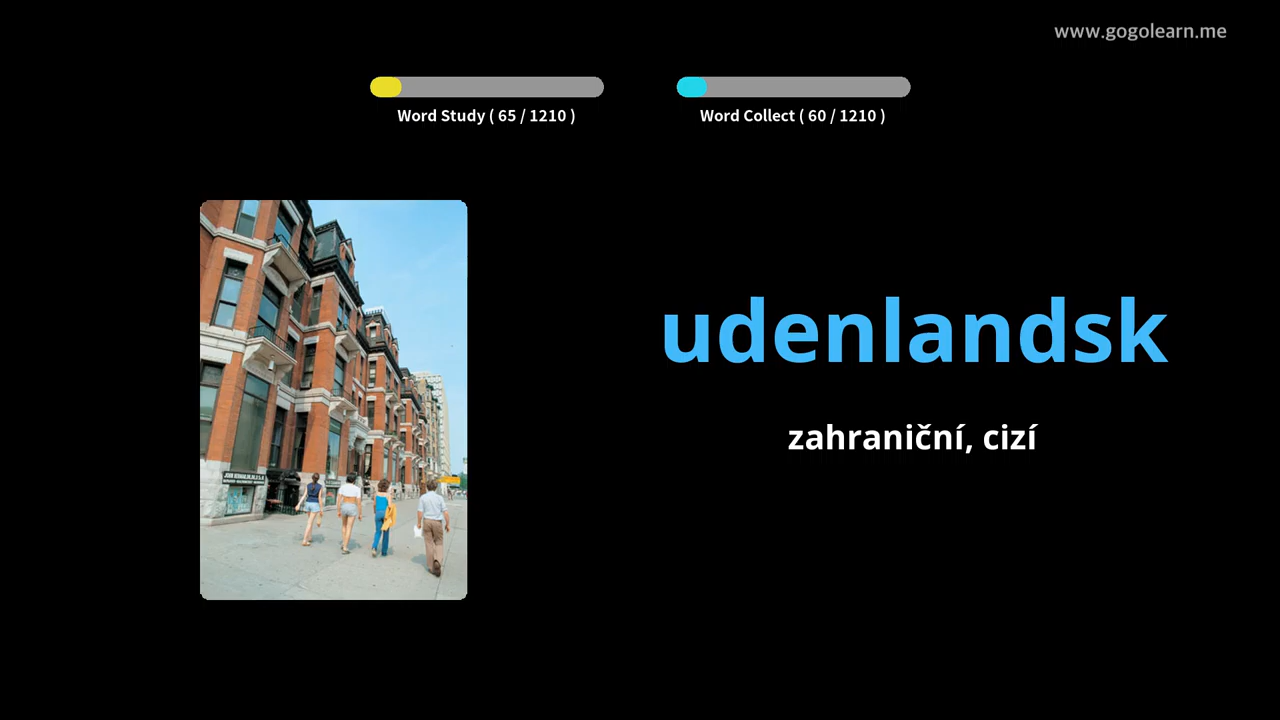 www.gogolearn.me
Word Study ( 65 / 1210 )
Word Collect ( 60 / 1210 )
udenlandsk
zahraniční, cizí